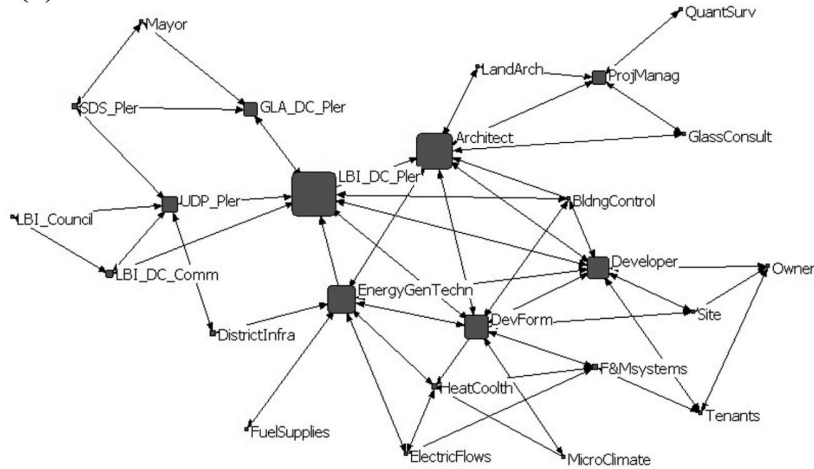 QuantSurv
Mayor
LandArch
ProjManag
SDS_Pler
GLA_DC_Pler
Architect
GlassConsult
LBI_DC_Pler
UDP_Pler
BldngControl
LBI_Council
LBI_DC_Comm
Developer
Owner
EnergyGenTechn
DevForm
Site
DistrictInfra
F&Msystems
HeatCoolth
Tenants
FuelSupplies
ElectricFlows
MicroClimate